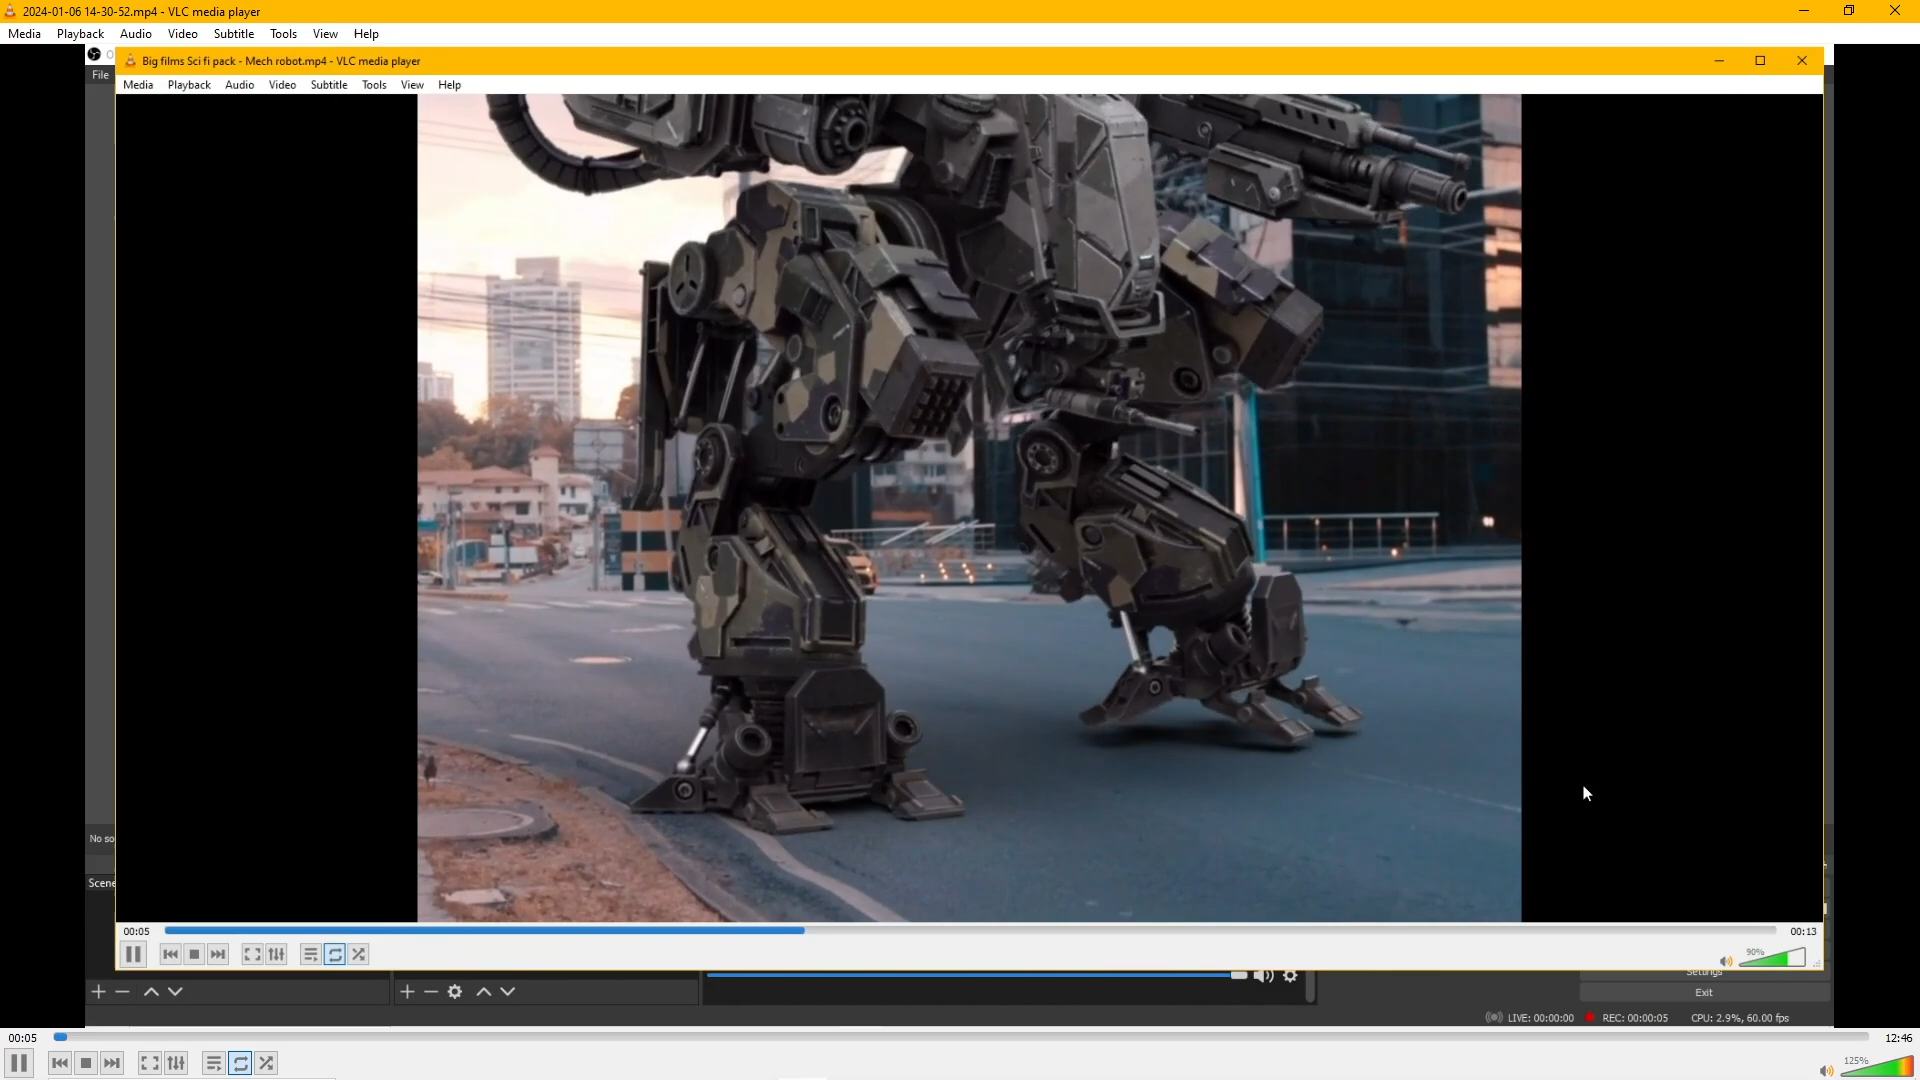 2024-01-06 14-30-52.mp4 - VLC media player
Media Playback Audio Video Subtitle Tools View Help
Big films Sci fi pack - Mech robot.mp4 - VLC media player
File
Media Playback Audio Video Subtitle Tools View Help
No so
Scene
00:05 00:13
90%
Settings
Exit
LIVE: 00:00:00 REC: 00:00:05 CPU: 2.9%, 60.00 fps
00:05 12:46
125%